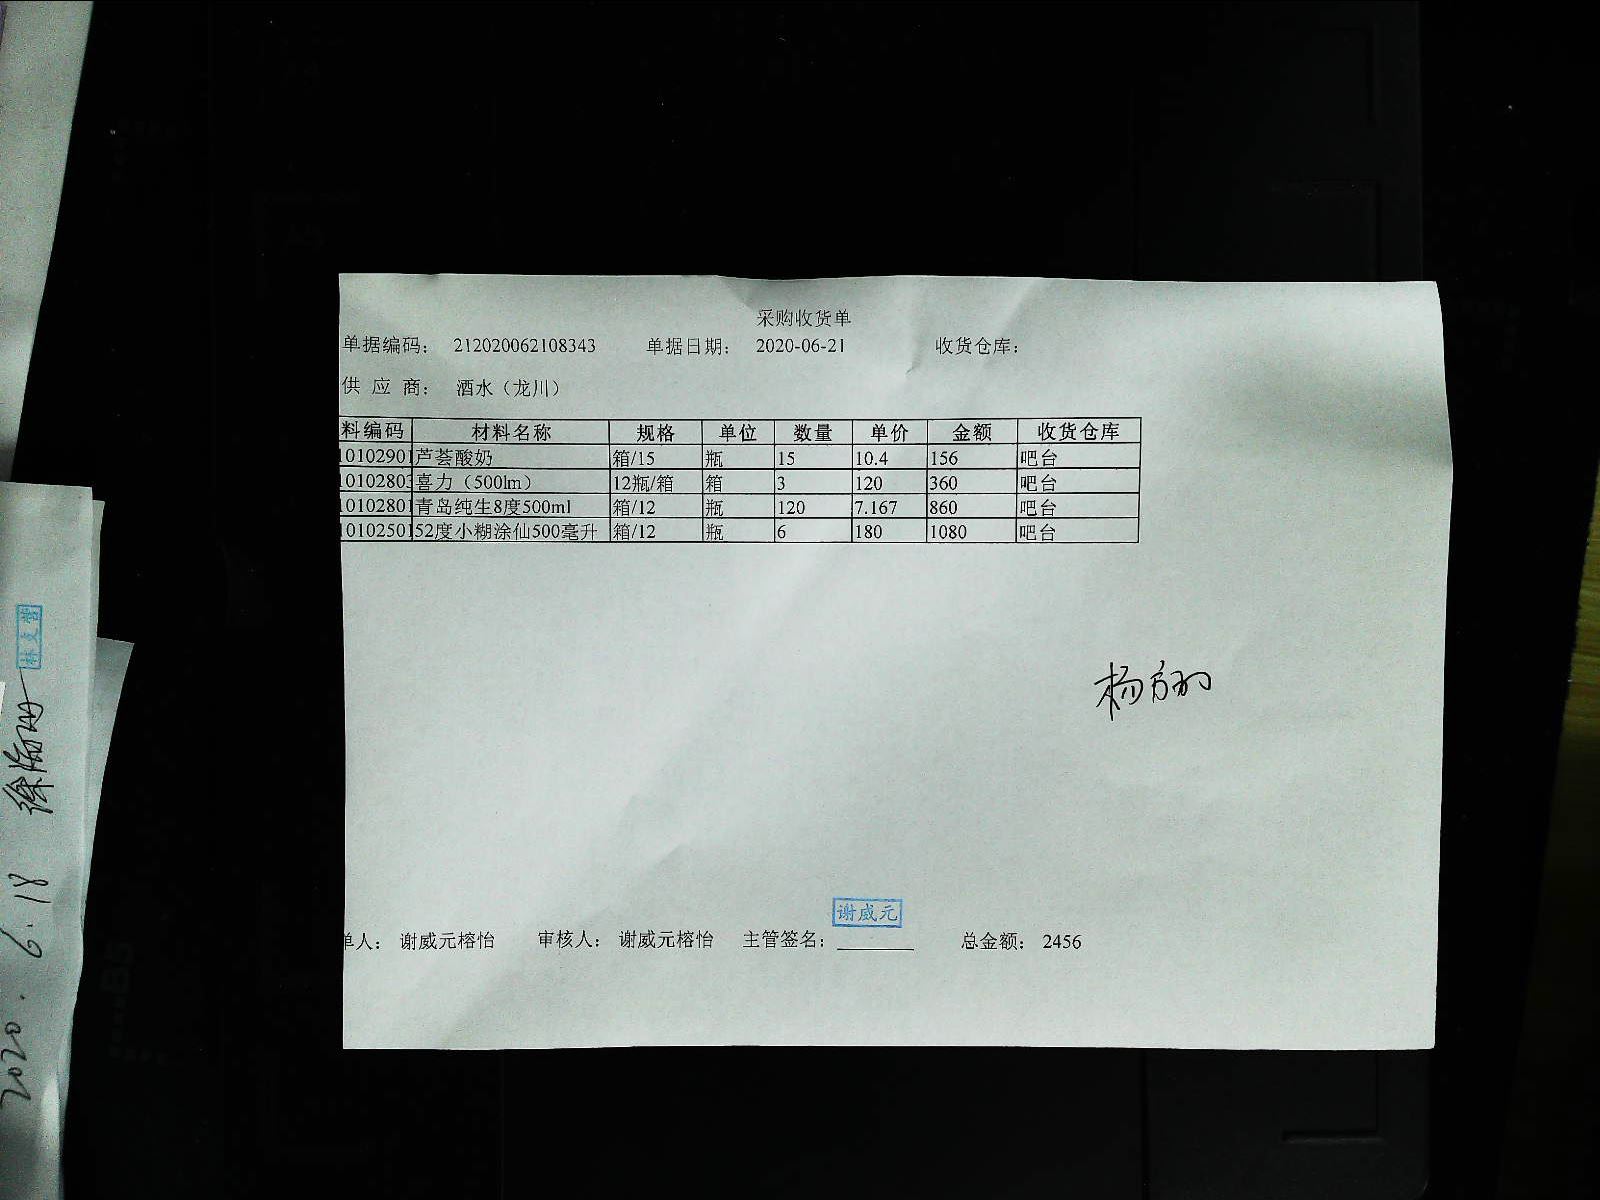 采购收货单
单据编码： 212020062108343 单据日期： 2020-06-21 收货仓库：
供 应 商： 酒水（龙川）
料编码 材料名称 规格 单位 数量 单价 金额 收货仓库
10102901 芦荟酸奶 箱/15 瓶 15 10.4 156 吧台
10102803 喜力（500lm） 12瓶/箱 箱 3 120 360 吧台
10102801 青岛纯生8度500ml 箱/12 瓶 120 7.167 860 吧台
10102501 52度小糊涂仙500毫升 箱/12 瓶 6 180 1080 吧台
谢威元
单人： 谢威元榕怡 审核人： 谢威元榕怡 主管签名： 总金额： 2456
2020.6.18